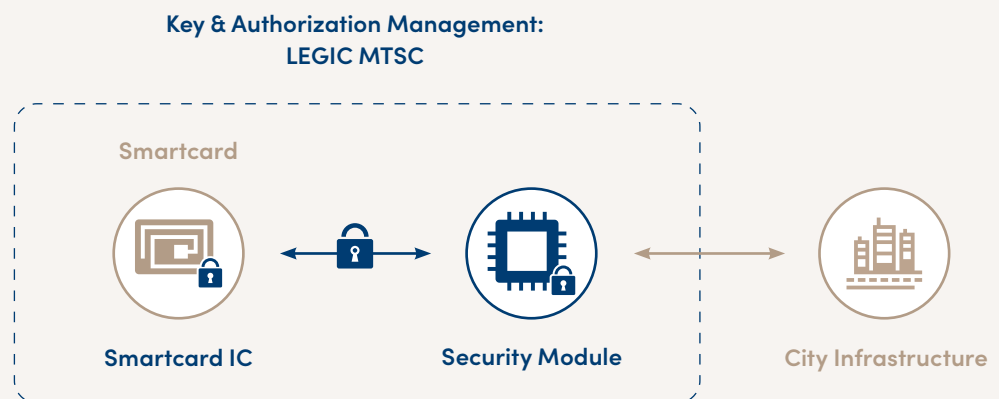 Key & Authorization Management:
LEGIC MTSC
Smartcard
Smartcard IC
Security Module
City Infrastructure